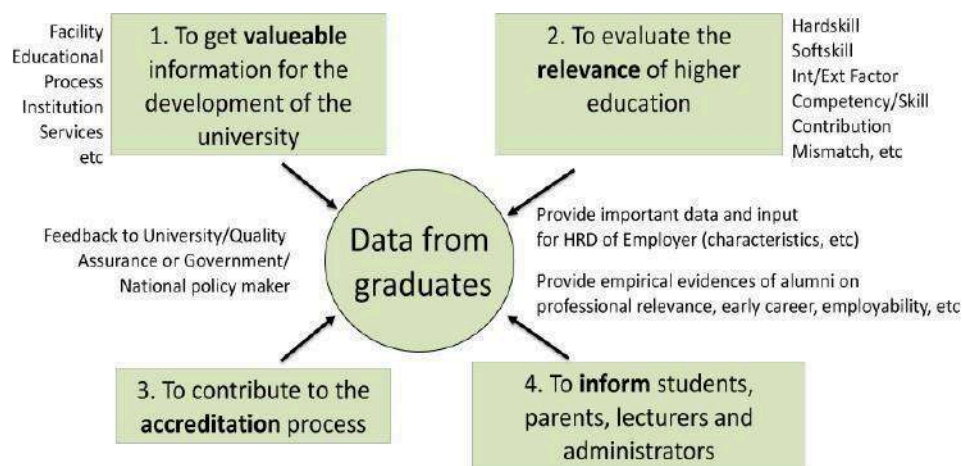 Facility
Educational
Process
Institution
Services
etc
1. To get valueable
information for the
development of the
university
2. To evaluate the
relevance of higher
education
Hardskill
Softskill
Int/Ext Factor
Competency/Skill
Contribution
Mismatch, etc
Feedback to University/Quality
Assurance or Government/
National policy maker
Data from
graduates
Provide important data and input
for HRD of Employer (characteristics, etc)
Provide empirical evidences of alumni on
professional relevance, early career, employability, etc
3. To contribute to the
accreditation process
4. To inform students,
parents, lecturers and
administrators